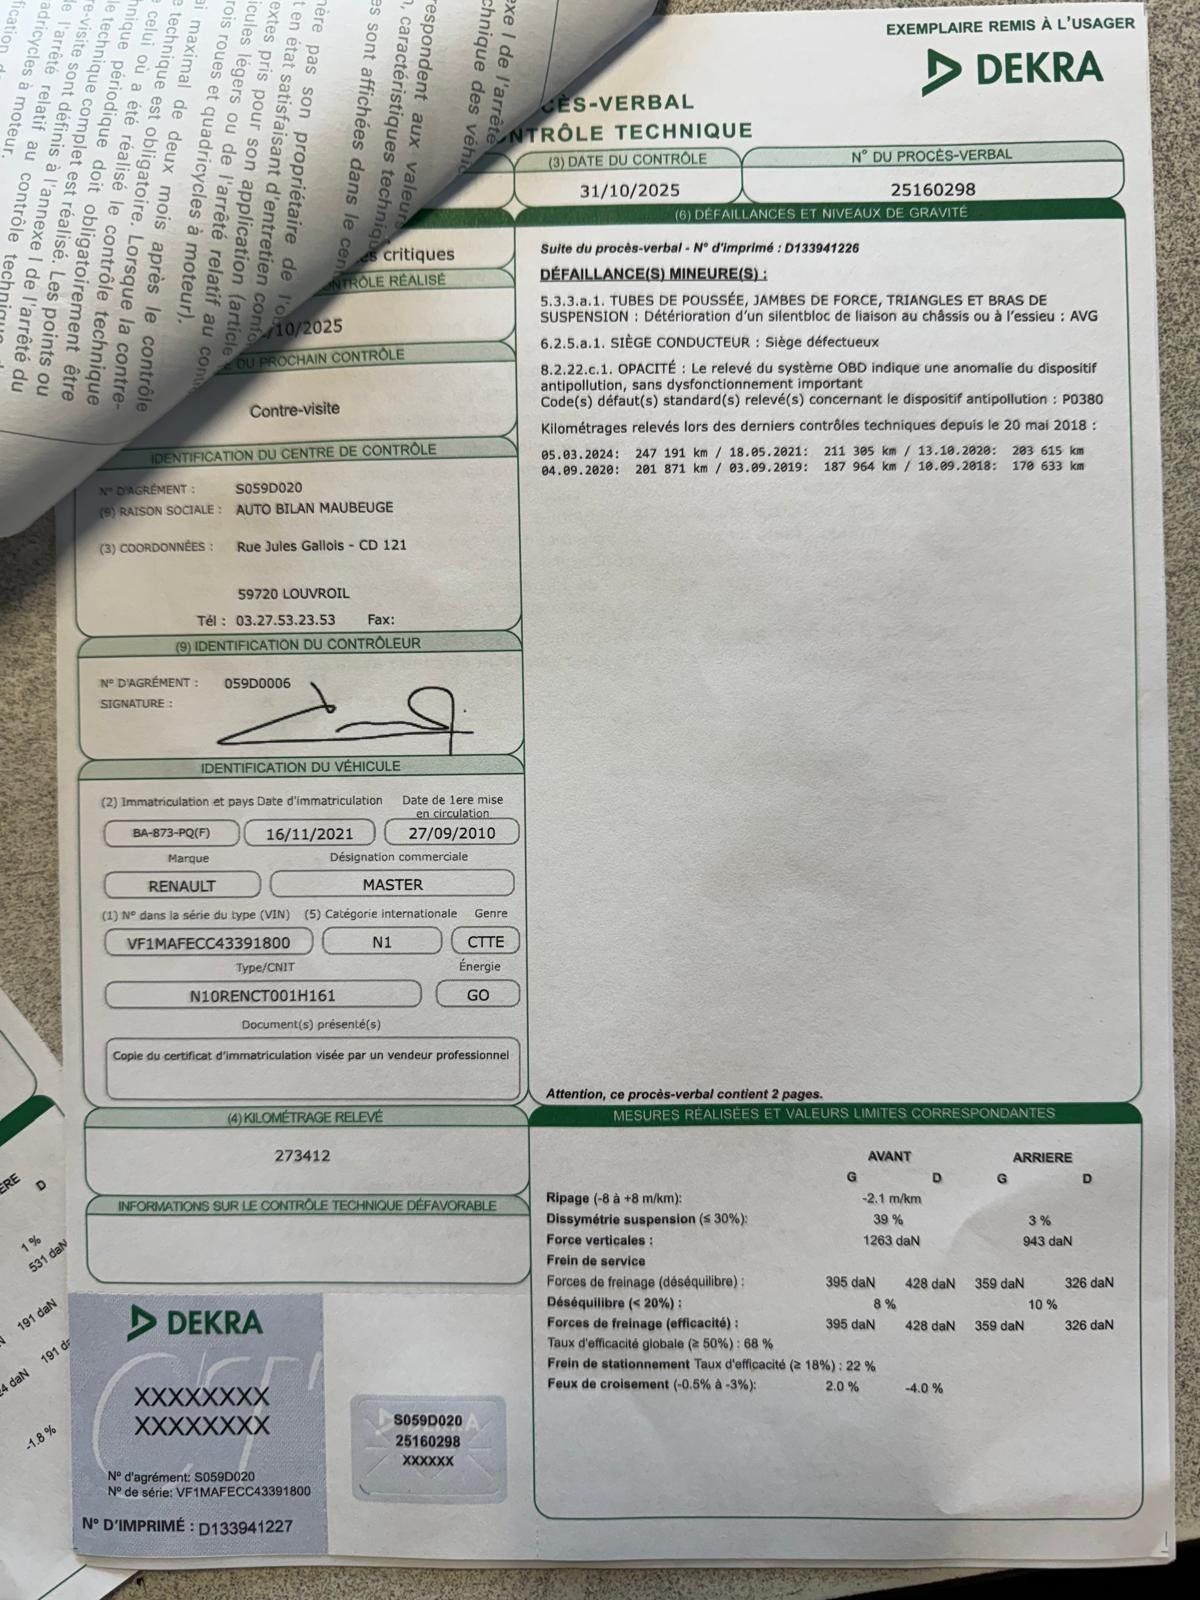 EXEMPLAIRE REMIS À L'USAGER
DEKRA
CÈS-VERBAL
NTRÔLE TECHNIQUE
(3) DATE DU CONTRÔLE
31/10/2025
N° DU PROCÈS-VERBAL
25160298
critiques
CONTRÔLE RÉALISÉ
/10/2025
DU PROCHAIN CONTRÔLE
Contre-visite
IDENTIFICATION DU CENTRE DE CONTRÔLE
N° D'AGRÉMENT : S059D020
(9) RAISON SOCIALE : AUTO BILAN MAUBEUGE
(3) COORDONNÉES : Rue Jules Gallois - CD 121
59720 LOUVROIL
Tél : 03.27.53.23.53 Fax:
(9) IDENTIFICATION DU CONTRÔLEUR
N° D'AGRÉMENT : 059D0006
SIGNATURE :
IDENTIFICATION DU VÉHICULE
(2) Immatriculation et pays Date d'immatriculation Date de 1ere mise
en circulation
BA-873-PQ(F) 16/11/2021 27/09/2010
Marque Désignation commerciale
RENAULT MASTER
(1) N° dans la série du type (VIN) (5) Catégorie internationale Genre
VF1MAFECC43391800 N1 CTTE
Type/CNIT Énergie
N10RENCT001H161 GO
Document(s) présenté(s)
Copie du certificat d'immatriculation visée par un vendeur professionnel
(4) KILOMÉTRAGE RELEVÉ
273412
INFORMATIONS SUR LE CONTRÔLE TECHNIQUE DÉFAVORABLE
(6) DÉFAILLANCES ET NIVEAUX DE GRAVITÉ
Suite du procès-verbal - N° d'imprimé : D133941226
DÉFAILLANCE(S) MINEURE(S) :
5.3.3.a.1. TUBES DE POUSSÉE, JAMBES DE FORCE, TRIANGLES ET BRAS DE
SUSPENSION : Détérioration d'un silentbloc de liaison au châssis ou à l'essieu : AVG
6.2.5.a.1. SIÈGE CONDUCTEUR : Siège défectueux
8.2.22.c.1. OPACITÉ : Le relevé du système OBD indique une anomalie du dispositif
antipollution, sans dysfonctionnement important
Code(s) défaut(s) standard(s) relevé(s) concernant le dispositif antipollution : P0380
Kilométrages relevés lors des derniers contrôles techniques depuis le 20 mai 2018 :
05.03.2024: 247 191 km / 18.05.2021: 211 305 km / 13.10.2020: 203 615 km
04.09.2020: 201 871 km / 03.09.2019: 187 964 km / 10.09.2018: 170 633 km
Attention, ce procès-verbal contient 2 pages.
MESURES RÉALISÉES ET VALEURS LIMITES CORRESPONDANTES
AVANT ARRIERE
G D G D
Ripage (-8 à +8 m/km): -2.1 m/km
Dissymétrie suspension (≤ 30%): 39 % 3 %
Force verticales : 1263 daN 943 daN
Frein de service
Forces de freinage (déséquilibre) : 395 daN 428 daN 359 daN 326 daN
Déséquilibre (< 20%) : 8 % 10 %
Forces de freinage (efficacité) : 395 daN 428 daN 359 daN 326 daN
Taux d'efficacité globale (≥ 50%) : 68 %
Frein de stationnement Taux d'efficacité (≥ 18%) : 22 %
Feux de croisement (-0.5% à -3%): 2.0 % -4.0 %
DEKRA
XXXXXXXX
XXXXXXXX
N° d'agrément: S059D020
N° de série: VF1MAFECC43391800
N° D'IMPRIMÉ : D133941227
S059D020
25160298
XXXXXX
D
1 %
531 daN
191 daN
-1.8 %